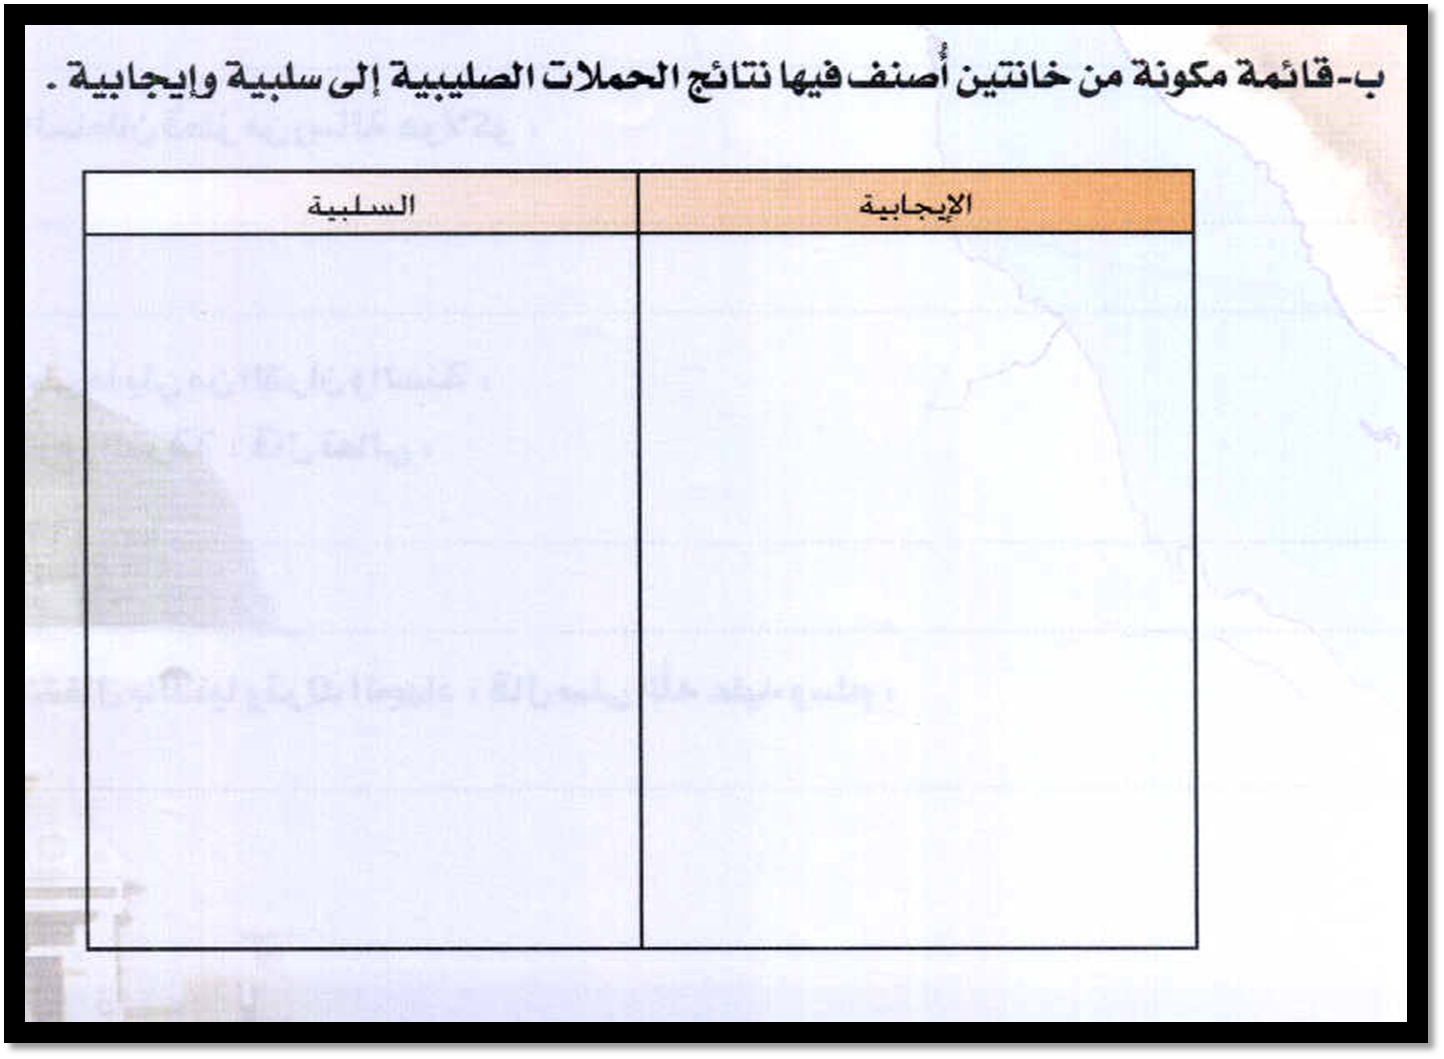 ب- قائمة مكونة من خانتين أُصنف فيها نتائج الحملات الصليبية إلى سلبية وإيجابية .
الإيجابية
السلبية